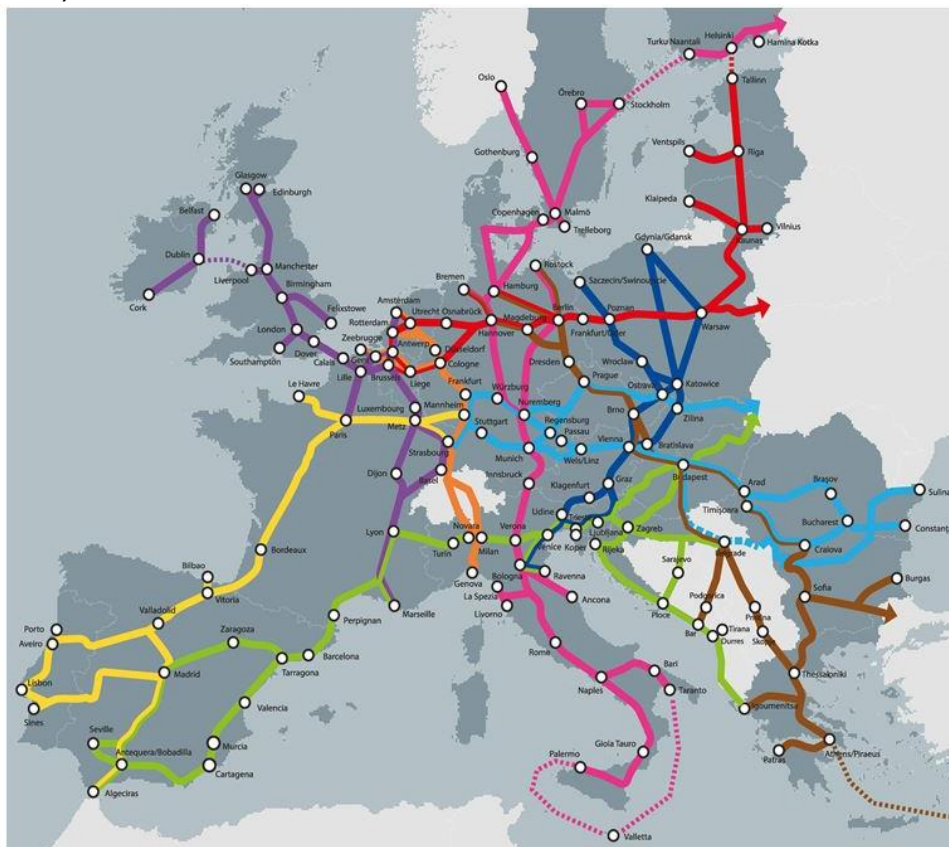 Helsinki
Turku Naantali
Hamina Kotka
Oslo
Örebro
Stockholm
Tallinn
Gothenburg
Ventspils
Riga
Glasgow
Edinburgh
Klaipeda
Belfast
Copenhagen
Malmö
Trelleborg
Vilnius
Kaunas
Gdynia/Gdansk
Dublin
Liverpool
Manchester
Rostock
Bremen
Szczecin/Swinoujscie
Birmingham
Hamburg
Cork
Felixstowe
Amsterdam
Utrecht
Osnabrück
Magdeburg
Berlin
Poznan
London
Rotterdam
Hannover
Frankfurt/Oder
Warsaw
Zeebrugge
Dover
Antwerp
Düsseldorf
Southampton
Calais
Cologne
Dresden
Wroclaw
Lille
Brussels
Liege
Prague
Le Havre
Frankfurt
Würzburg
Ostrava
Katowice
Luxembourg
Mannheim
Nuremberg
Brno
Zilina
Paris
Metz
Stuttgart
Regensburg
Passau
Vienna
Bratislava
Strasbourg
Munich
Wels/Linz
Dijon
Basel
Innsbruck
Klagenfurt
Graz
Budapest
Arad
Braşov
Sulina
Timişoara
Udine
Novara
Verona
Ljubljana
Zagreb
Bucharest
Lyon
Turin
Milan
Venice
Koper
Rijeka
Belgrade
Craiova
Bordeaux
Bilbao
Genova
Bologna
Ravenna
Sarajevo
Sofia
Burgas
Vitoria
La Spezia
Ancona
Livorno
Marseille
Ploce
Podgorica
Valladolid
Perpignan
Porto
Aveiro
Zaragoza
Bar
Tirana
Durres
Skopje
Rome
Barcelona
Madrid
Tarragona
Bari
Thessaloniki
Lisbon
Naples
Taranto
Sines
Valencia
Igoumenitsa
Seville
Murcia
Antequera/Bobadilla
Gioia Tauro
Palermo
Patras
Athens/Piraeus
Cartagena
Algeciras
Valletta